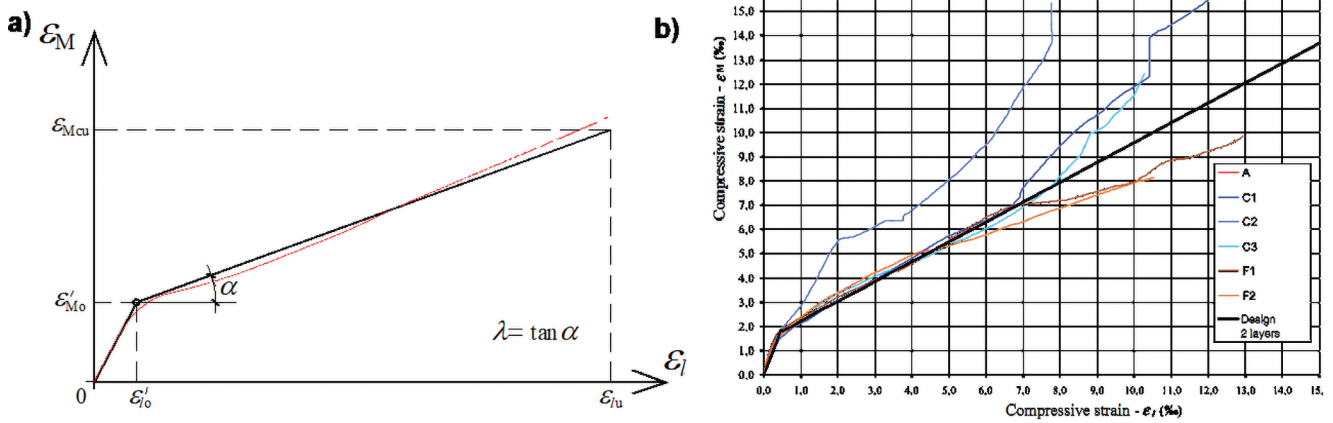 a)
εM
εMcu
ε′Mo
α
λ= tan α
0
ε′lo
εlu
εl
b)
Compressive strain - εM (‰)
15,0
14,0
13,0
12,0
11,0
10,0
9,0
8,0
7,0
6,0
5,0
4,0
3,0
2,0
1,0
0,0
A
C1
C2
C3
F1
F2
Design
2 layers
0,0 1,0 2,0 3,0 4,0 5,0 6,0 7,0 8,0 9,0 10,0 11,0 12,0 13,0 14,0 15,
Compressive strain - εl (‰)